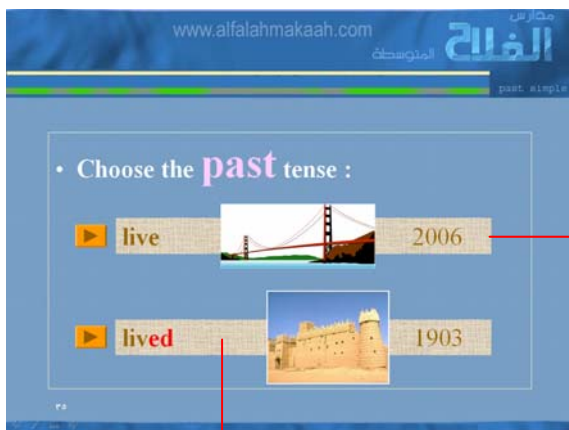 www.alfalahmakaah.com
مدارس
الفلاح
المتوسطة
past simple
• Choose the past tense :
live 2006
lived 1903
٣٥